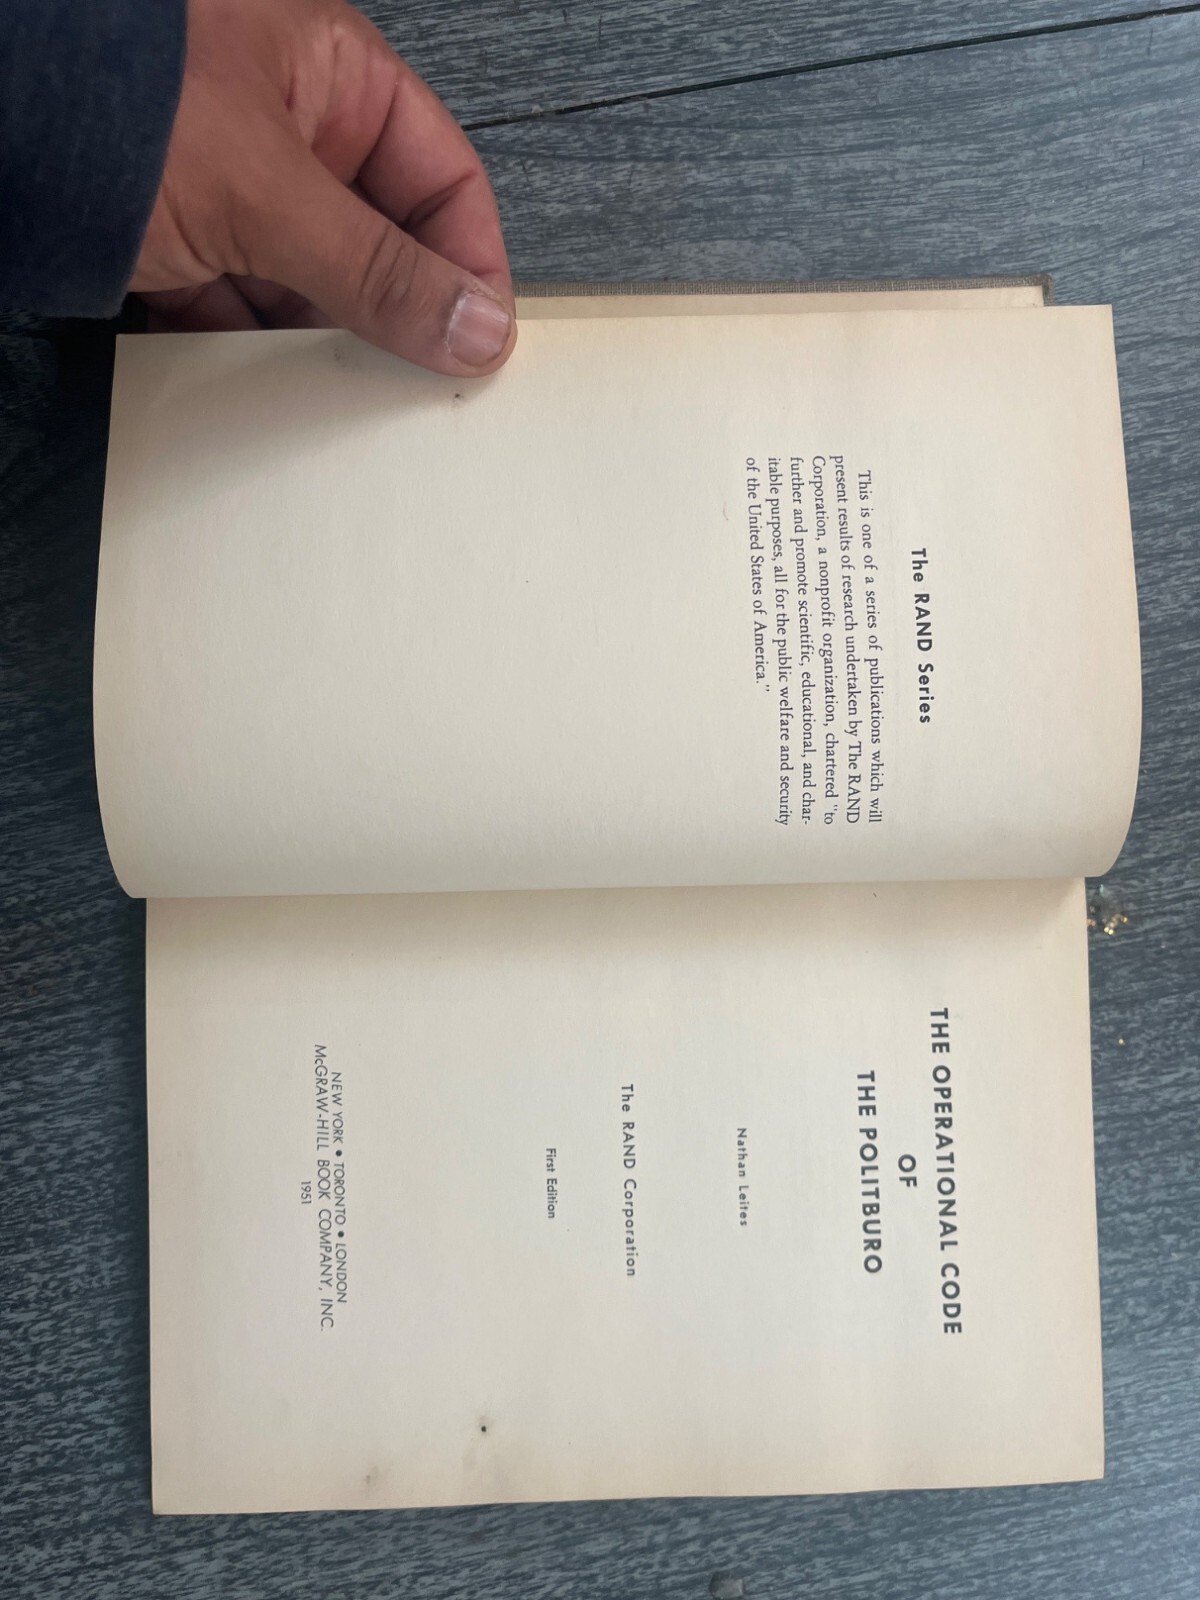 The RAND Series
This is one of a series of publications which will
present results of research undertaken by The RAND
Corporation, a nonprofit organization, chartered "to
further and promote scientific, educational, and char-
itable purposes, all for the public welfare and security
of the United States of America."
THE OPERATIONAL CODE
OF
THE POLITBURO
Nathan Leites
The RAND Corporation
First Edition
NEW YORK • TORONTO • LONDON
McGRAW-HILL BOOK COMPANY, INC.
1951